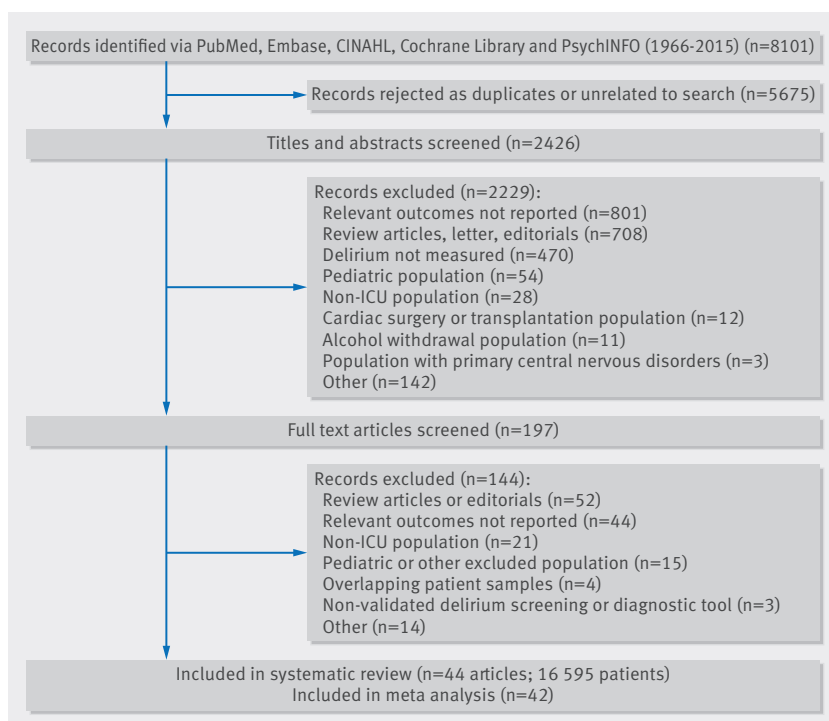 Records identified via PubMed, Embase, CINAHL, Cochrane Library and PsychINFO (1966-2015) (n=8101)
Records rejected as duplicates or unrelated to search (n=5675)
Titles and abstracts screened (n=2426)
Records excluded (n=2229):
Relevant outcomes not reported (n=801)
Review articles, letter, editorials (n=708)
Delirium not measured (n=470)
Pediatric population (n=54)
Non-ICU population (n=28)
Cardiac surgery or transplantation population (n=12)
Alcohol withdrawal population (n=11)
Population with primary central nervous disorders (n=3)
Other (n=142)
Full text articles screened (n=197)
Records excluded (n=144):
Review articles or editorials (n=52)
Relevant outcomes not reported (n=44)
Non-ICU population (n=21)
Pediatric or other excluded population (n=15)
Overlapping patient samples (n=4)
Non-validated delirium screening or diagnostic tool (n=3)
Other (n=14)
Included in systematic review (n=44 articles; 16 595 patients)
Included in meta analysis (n=42)